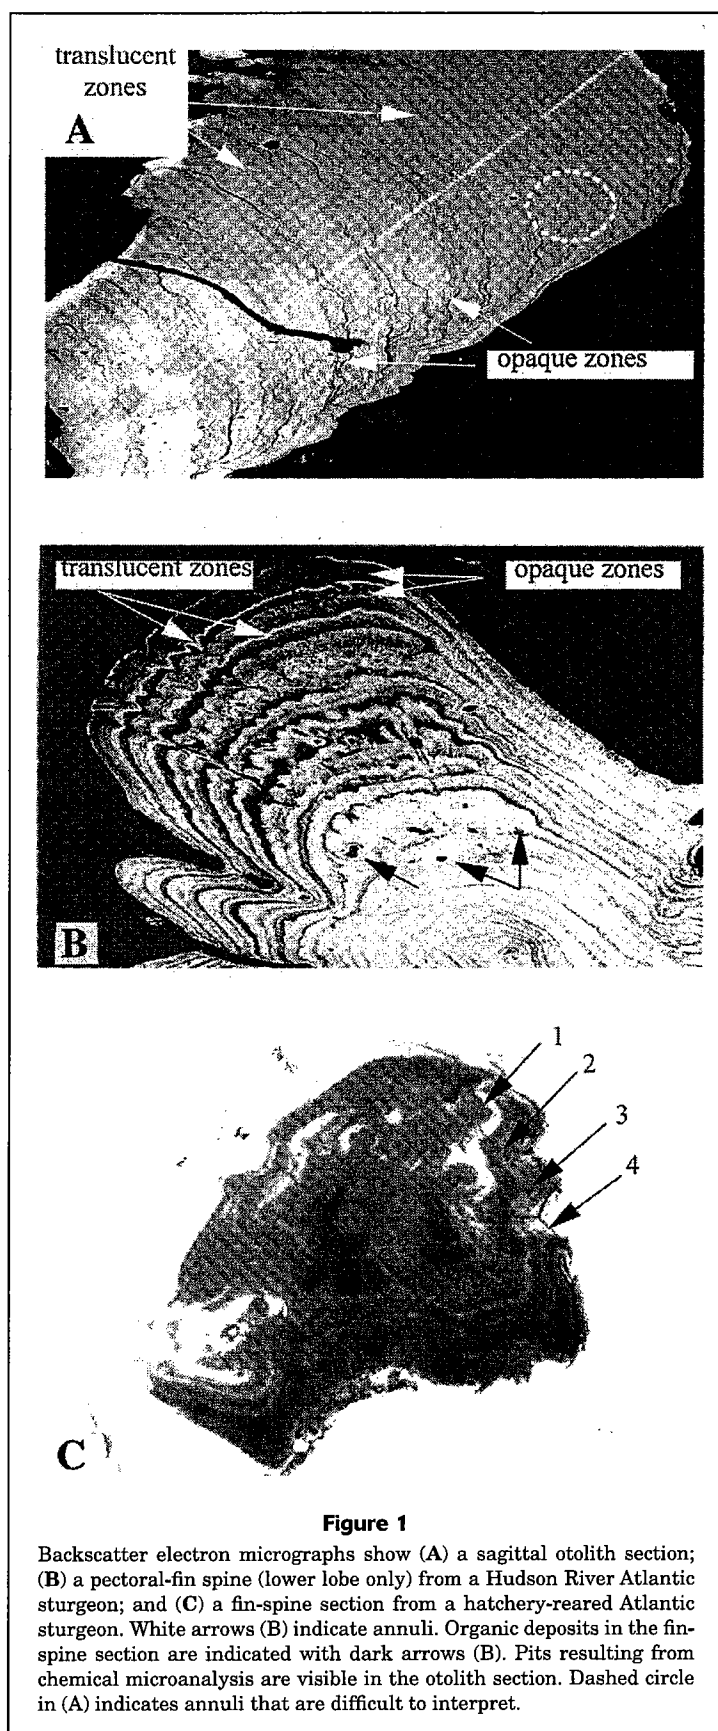 translucent
zones
A
opaque zones
translucent zones
opaque zones
B
1
2
3
4
C
Figure 1
Backscatter electron micrographs show (A) a sagittal otolith section;
(B) a pectoral-fin spine (lower lobe only) from a Hudson River Atlantic
sturgeon; and (C) a fin-spine section from a hatchery-reared Atlantic
sturgeon. White arrows (B) indicate annuli. Organic deposits in the fin-
spine section are indicated with dark arrows (B). Pits resulting from
chemical microanalysis are visible in the otolith section. Dashed circle
in (A) indicates annuli that are difficult to interpret.